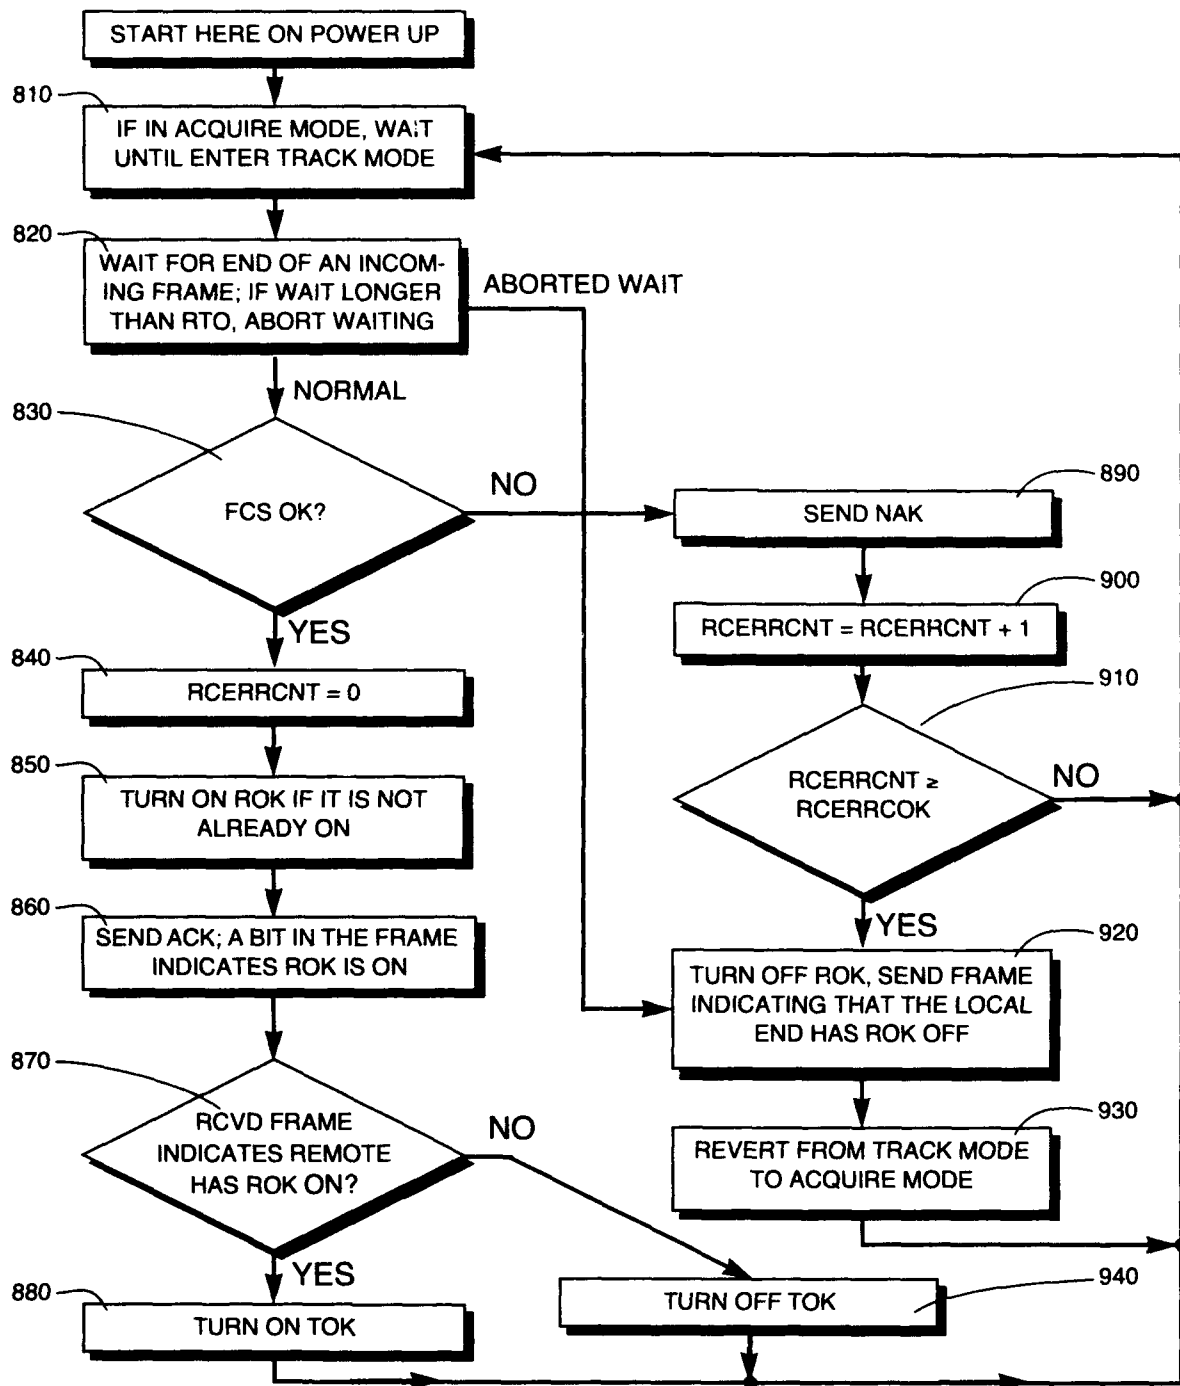 START HERE ON POWER UP
810
IF IN ACQUIRE MODE, WAIT
UNTIL ENTER TRACK MODE
820
WAIT FOR END OF AN INCOM-
ING FRAME; IF WAIT LONGER
THAN RTO, ABORT WAITING
ABORTED WAIT
NORMAL
830
FCS OK?
NO
YES
840
RCERRCNT = 0
850
TURN ON ROK IF IT IS NOT
ALREADY ON
860
SEND ACK; A BIT IN THE FRAME
INDICATES ROK IS ON
870
RCVD FRAME
INDICATES REMOTE
HAS ROK ON?
NO
YES
880
TURN ON TOK
890
SEND NAK
900
RCERRCNT = RCERRCNT + 1
910
RCERRCNT ≥
RCERRCOK
NO
YES
920
TURN OFF ROK, SEND FRAME
INDICATING THAT THE LOCAL
END HAS ROK OFF
930
REVERT FROM TRACK MODE
TO ACQUIRE MODE
940
TURN OFF TOK